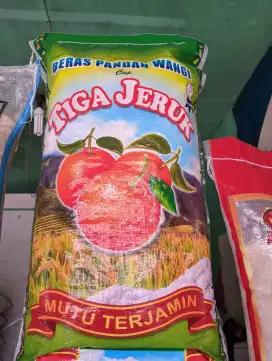 BERAS PANDAN WANGI
Cap
TIGA JERUK
MUTU TERJAMIN